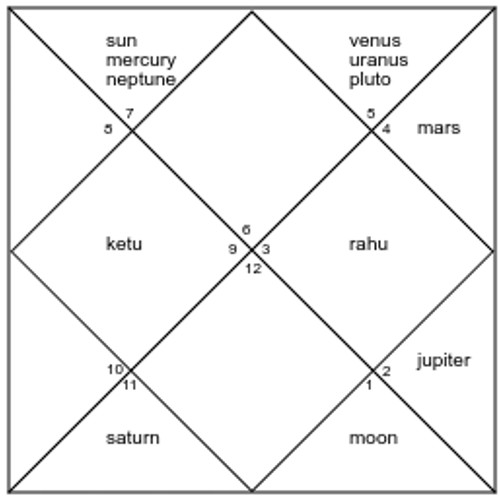 sun
mercury
neptune
venus
uranus
pluto
7
5
5
4
mars
6
ketu
9
3
rahu
12
10
2
jupiter
11
1
saturn
moon